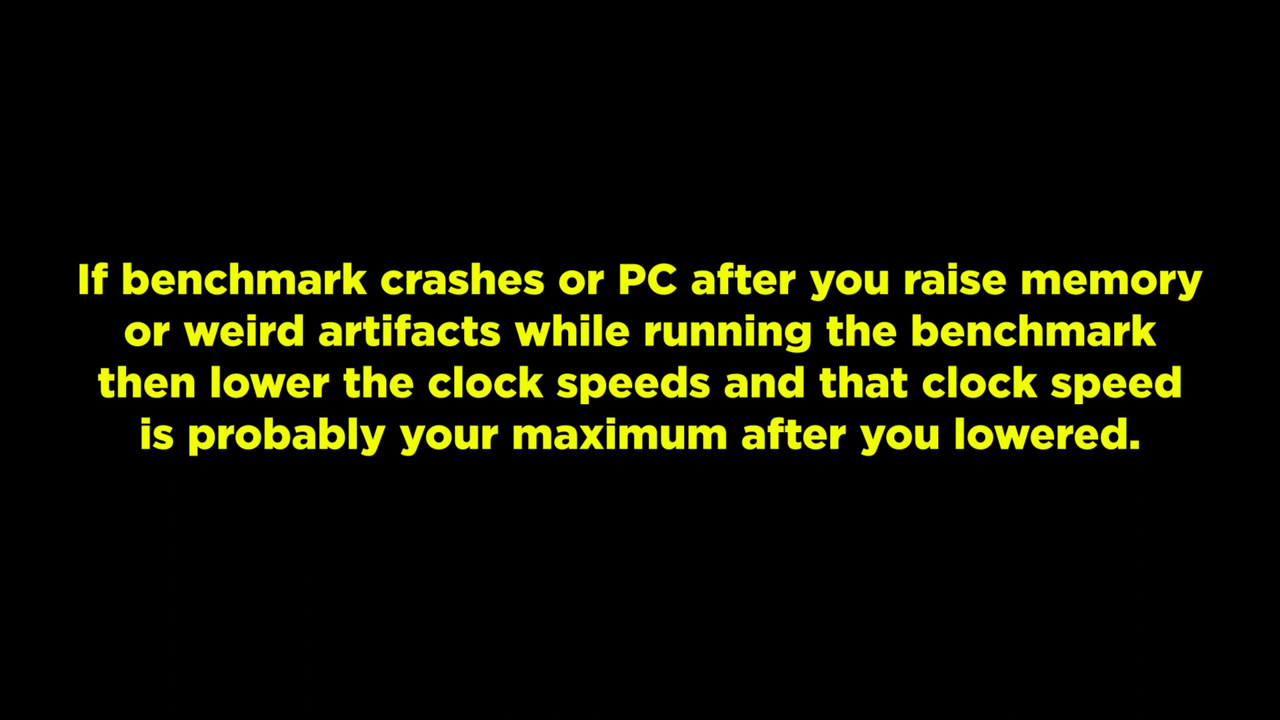 If benchmark crashes or PC after you raise memory
or weird artifacts while running the benchmark
then lower the clock speeds and that clock speed
is probably your maximum after you lowered.